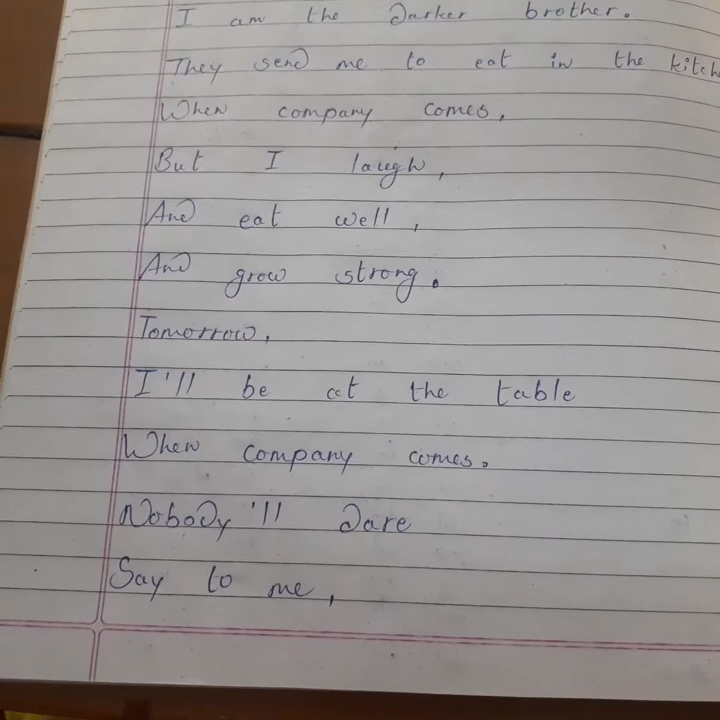 I am the darker brother.
They send me to eat in the kitch
When company comes,
But I laugh,
And eat well,
And grow strong.
Tomorrow,
I'll be at the table
When company comes.
Nobody'll dare
Say to me,